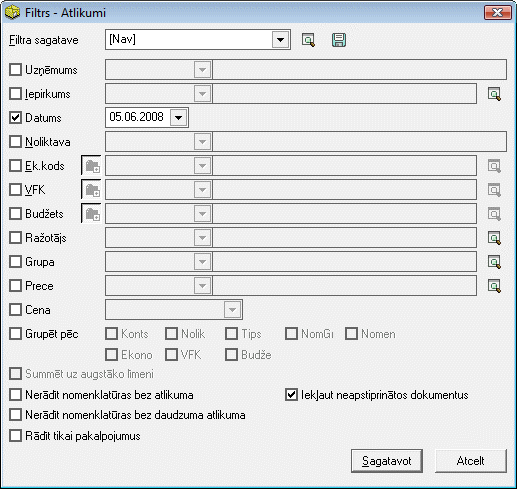 Filtrs - Atlikumi
Filtra sagatave [Nav]
Uzņēmums
Iepirkums
Datums 05.06.2008
Noliktava
Ek.kods
VFK
Budžets
Ražotājs
Grupa
Prece
Cena
Grupēt pēc Konts Nolik Tips NomGr Nomen
Ekono VFK Budže
Summēt uz augstāko līmeni
Nerādīt nomenklatūras bez atlikuma Iekļaut neapstiprinātos dokumentus
Nerādīt nomenklatūras bez daudzuma atlikuma
Rādīt tikai pakalpojumus
Sagatavot Atcelt